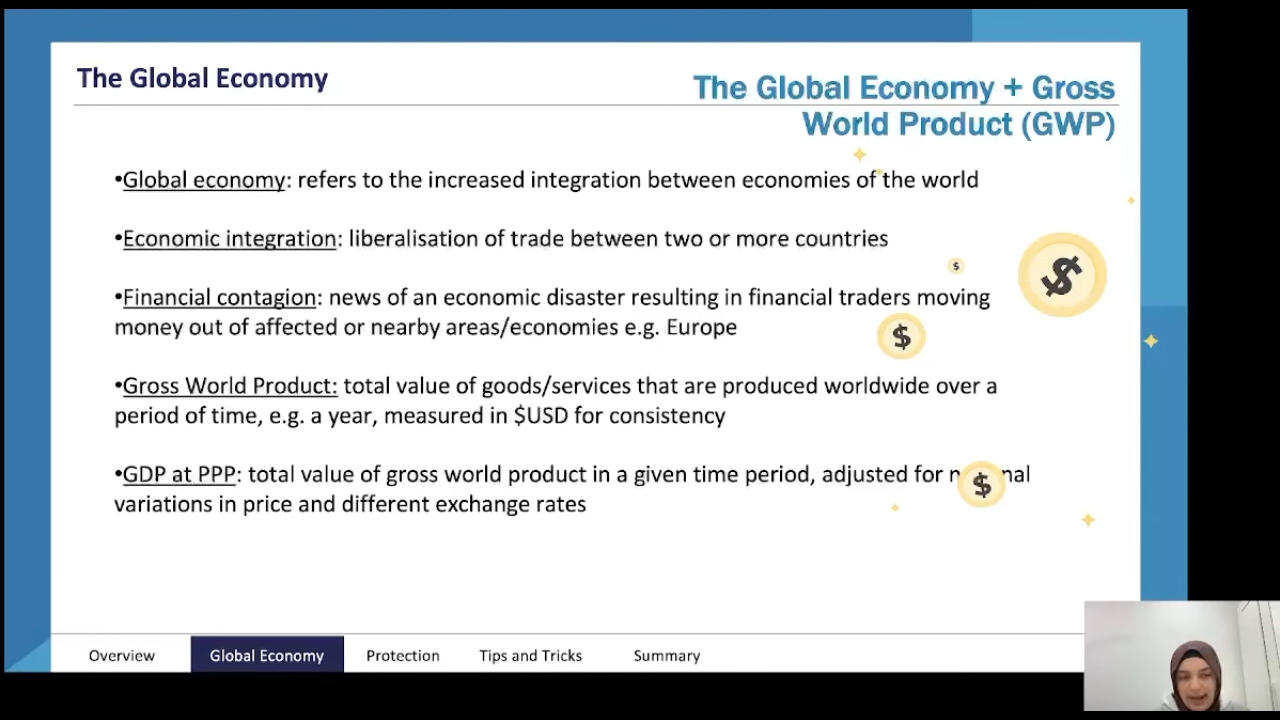 The Global Economy
The Global Economy + Gross
World Product (GWP)
•Global economy: refers to the increased integration between economies of the world
•Economic integration: liberalisation of trade between two or more countries
•Financial contagion: news of an economic disaster resulting in financial traders moving
money out of affected or nearby areas/economies e.g. Europe
•Gross World Product: total value of goods/services that are produced worldwide over a
period of time, e.g. a year, measured in $USD for consistency
•GDP at PPP: total value of gross world product in a given time period, adjusted for
variations in price and different exchange rates
$
$
$
$
Overview Global Economy Protection Tips and Tricks Summary